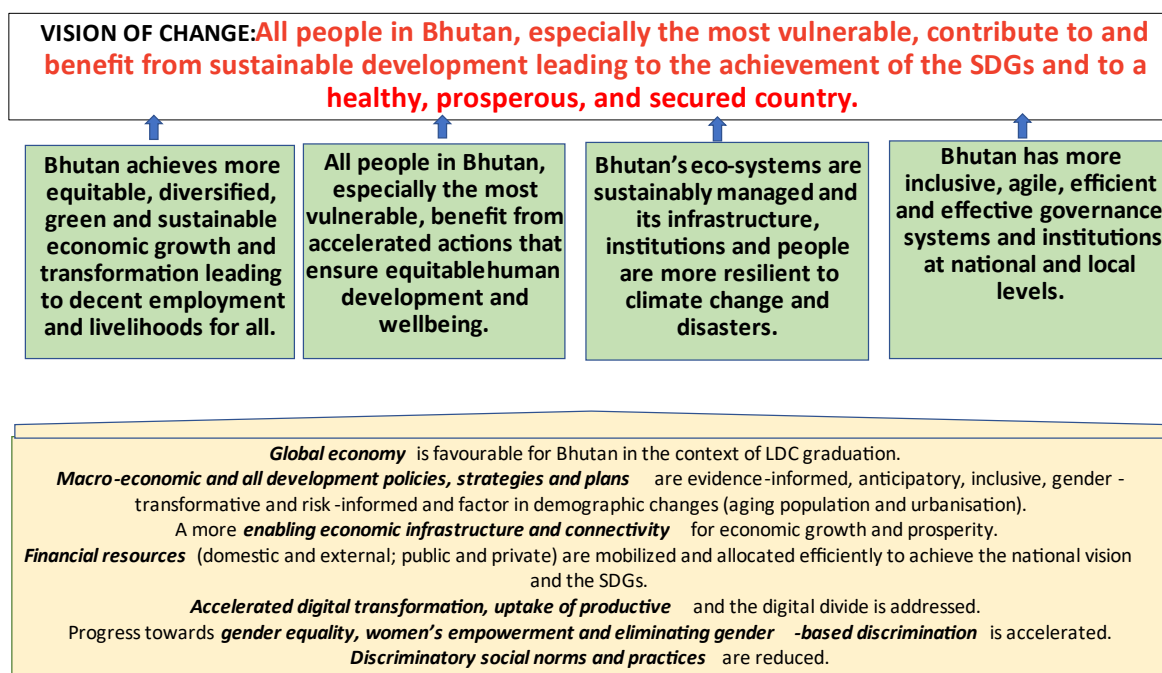 VISION OF CHANGE:All people in Bhutan, especially the most vulnerable, contribute to and
benefit from sustainable development leading to the achievement of the SDGs and to a
healthy, prosperous, and secured country.
Bhutan achieves more
equitable, diversified,
green and sustainable
economic growth and
transformation leading
to decent employment
and livelihoods for all.
All people in Bhutan,
especially the most
vulnerable, benefit from
accelerated actions that
ensure equitable human
development and
wellbeing.
Bhutan's eco-systems are
sustainably managed and
its infrastructure,
institutions and people
are more resilient to
climate change and
disasters.
Bhutan has more
inclusive, agile, efficient
and effective governance
systems and institutions
at national and local
levels.
Global economy is favourable for Bhutan in the context of LDC graduation.
Macro-economic and all development policies, strategies and plans are evidence-informed, anticipatory, inclusive, gender -
transformative and risk -informed and factor in demographic changes (aging population and urbanisation).
A more enabling economic infrastructure and connectivity for economic growth and prosperity.
Financial resources (domestic and external; public and private) are mobilized and allocated efficiently to achieve the national vision
and the SDGs.
Accelerated digital transformation, uptake of productive and the digital divide is addressed.
Progress towards gender equality, women's empowerment and eliminating gender -based discrimination is accelerated.
Discriminatory social norms and practices are reduced.